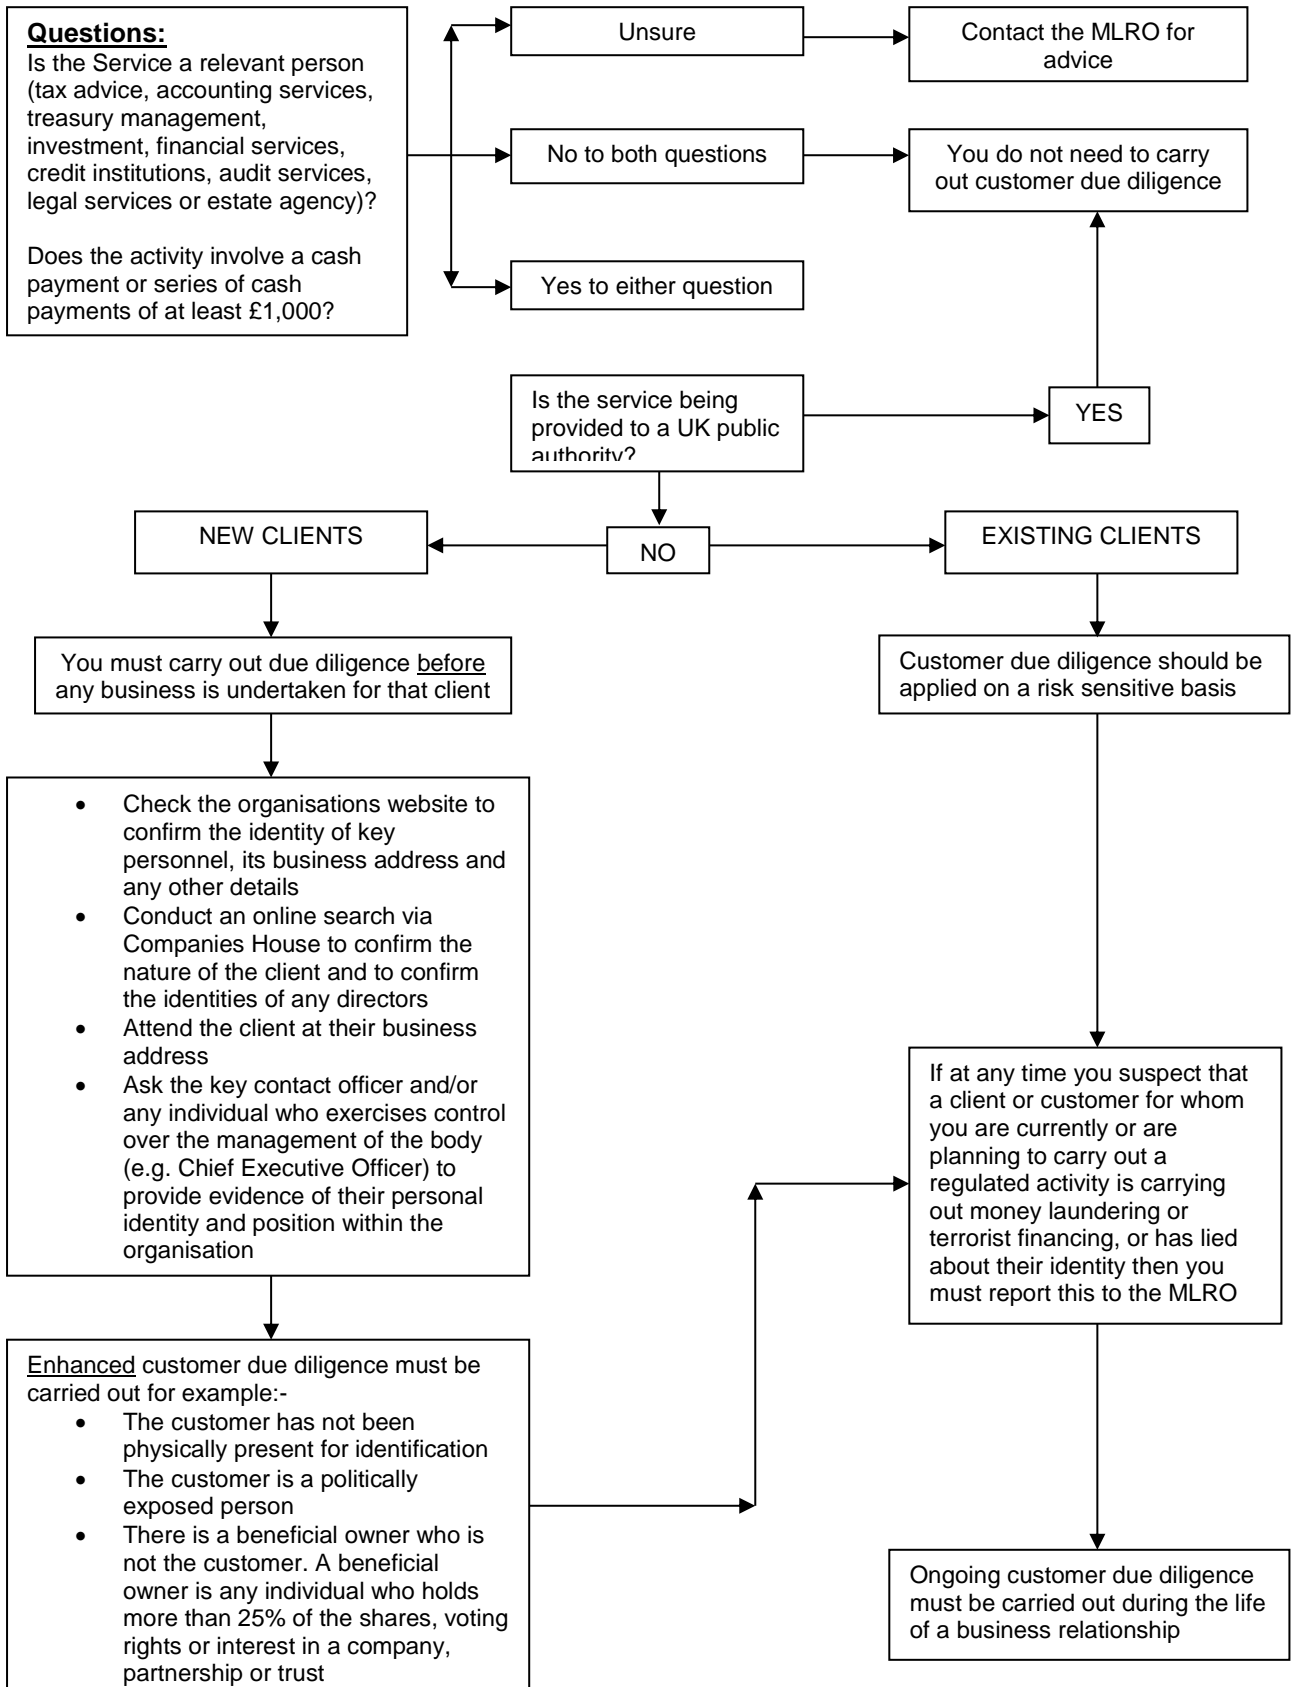 Questions:
Is the Service a relevant person
(tax advice, accounting services,
treasury management,
investment, financial services,
credit institutions, audit services,
legal services or estate agency)?
Does the activity involve a cash
payment or series of cash
payments of at least £1,000?
Unsure
Contact the MLRO for
advice
No to both questions
You do not need to carry
out customer due diligence
Yes to either question
Is the service being
provided to a UK public
authority?
YES
NO
NEW CLIENTS
EXISTING CLIENTS
You must carry out due diligence before
any business is undertaken for that client
Customer due diligence should be
applied on a risk sensitive basis
• Check the organisations website to
confirm the identity of key
personnel, its business address and
any other details
• Conduct an online search via
Companies House to confirm the
nature of the client and to confirm
the identities of any directors
• Attend the client at their business
address
• Ask the key contact officer and/or
any individual who exercises control
over the management of the body
(e.g. Chief Executive Officer) to
provide evidence of their personal
identity and position within the
organisation
If at any time you suspect that
a client or customer for whom
you are currently or are
planning to carry out a
regulated activity is carrying
out money laundering or
terrorist financing, or has lied
about their identity then you
must report this to the MLRO
Enhanced customer due diligence must be
carried out for example:-
• The customer has not been
physically present for identification
• The customer is a politically
exposed person
• There is a beneficial owner who is
not the customer. A beneficial
owner is any individual who holds
more than 25% of the shares, voting
rights or interest in a company,
partnership or trust
Ongoing customer due diligence
must be carried out during the life
of a business relationship